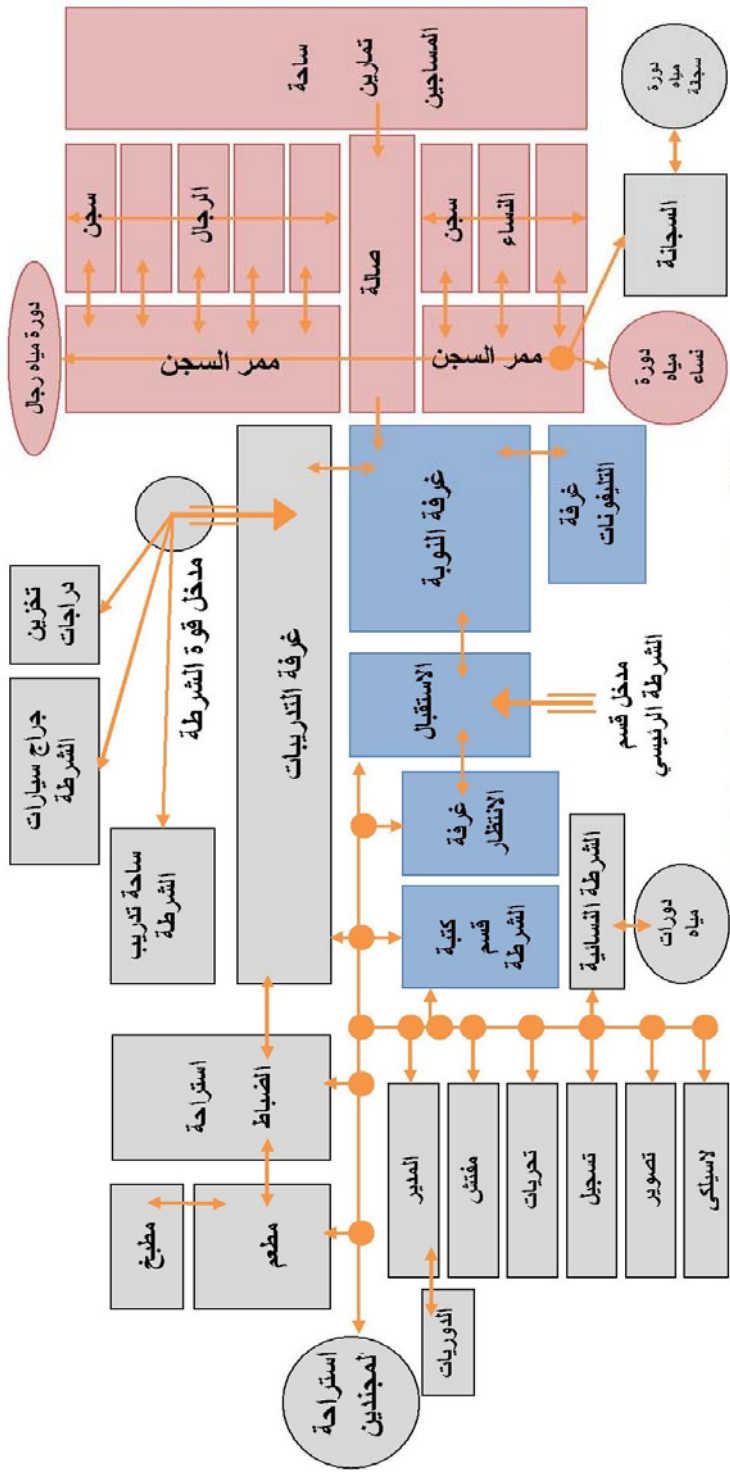 ساحة
تمارين
المساجين
سجن
الرجال
صالة
سجن
النساء
دورة مياه رجال
ممر السجن
ممر السجن
دورة
مياه
نساء
السجانة
دورة
مياه
سجقة
غرفة النوبة
غرفة
التليفونات
الاستقبال
مدخل قسم
الشرطة الرئيسي
غرفة
الانتظار
كتبة
قسم
الشرطة
غرفة التدريبات
مدخل قوة الشرطة
تخزين
دراجات
جراج سيارات
الشرطة
ساحة تدريب
الشرطة
الشرطة النسائية
دورات
مياه
استراحة
الضباط
مطبخ
مطعم
استراحة
لمجندين
المدير
مفتش
تحريات
تسجيل
تصوير
لاسيلكى
الدوريات